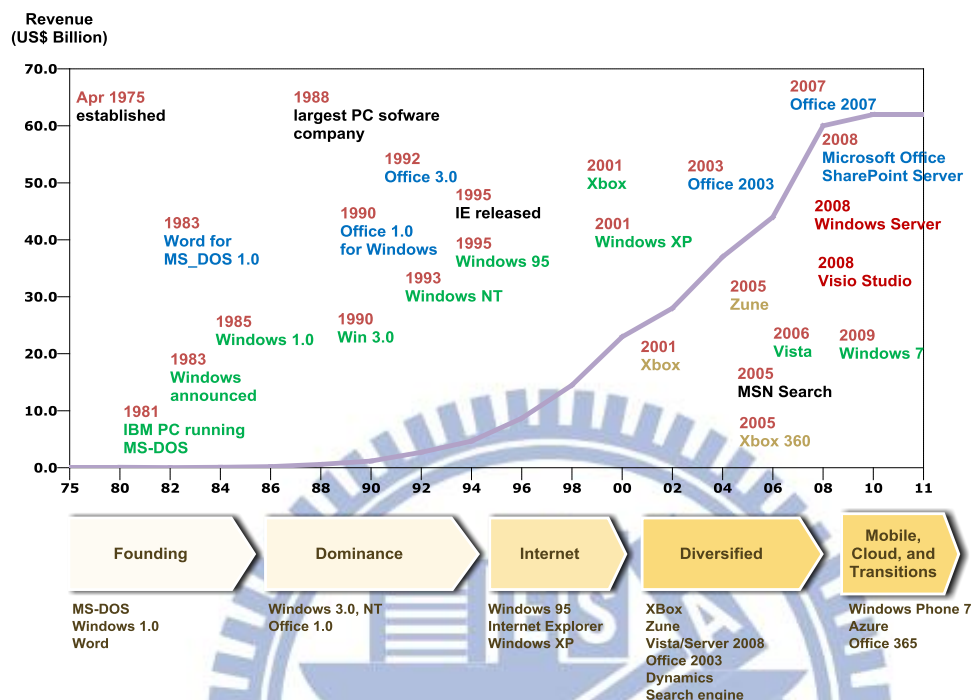 Revenue
(US$ Billion)
70.0
60.0
50.0
40.0
30.0
20.0
10.0
0.0
Apr 1975
established
1988
largest PC sofware
company
2007
Office 2007
1992
Office 3.0
2001
Xbox
2003
Office 2003
2008
Microsoft Office
SharePoint Server
1995
IE released
1983
Word for
MS_DOS 1.0
1990
Office 1.0
for Windows
2001
Windows XP
2008
Windows Server
1995
Windows 95
1993
Windows NT
2005
Zune
2008
Visio Studio
1985
Windows 1.0
1990
Win 3.0
2001
Xbox
2006
Vista
2009
Windows 7
1983
Windows
announced
2005
MSN Search
1981
IBM PC running
MS-DOS
2005
Xbox 360
75 80 82 84 86 88 90 92 94 96 98 00 02 04 06 08 10 11
Founding
Dominance
Internet
Diversified
Mobile,
Cloud, and
Transitions
MS-DOS
Windows 1.0
Word
Windows 3.0, NT
Office 1.0
Windows 95
Internet Explorer
Windows XP
XBox
Zune
Vista/Server 2008
Office 2003
Dynamics
Search engine
Windows Phone 7
Azure
Office 365